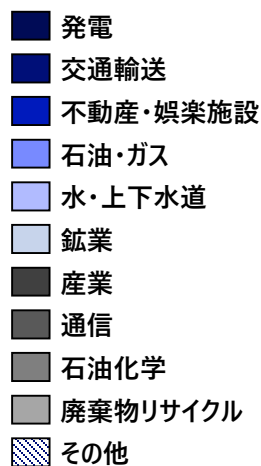 発電
交通輸送
不動産・娯楽施設
石油・ガス
水・上下水道
鉱業
産業
通信
石油化学
廃棄物リサイクル
その他